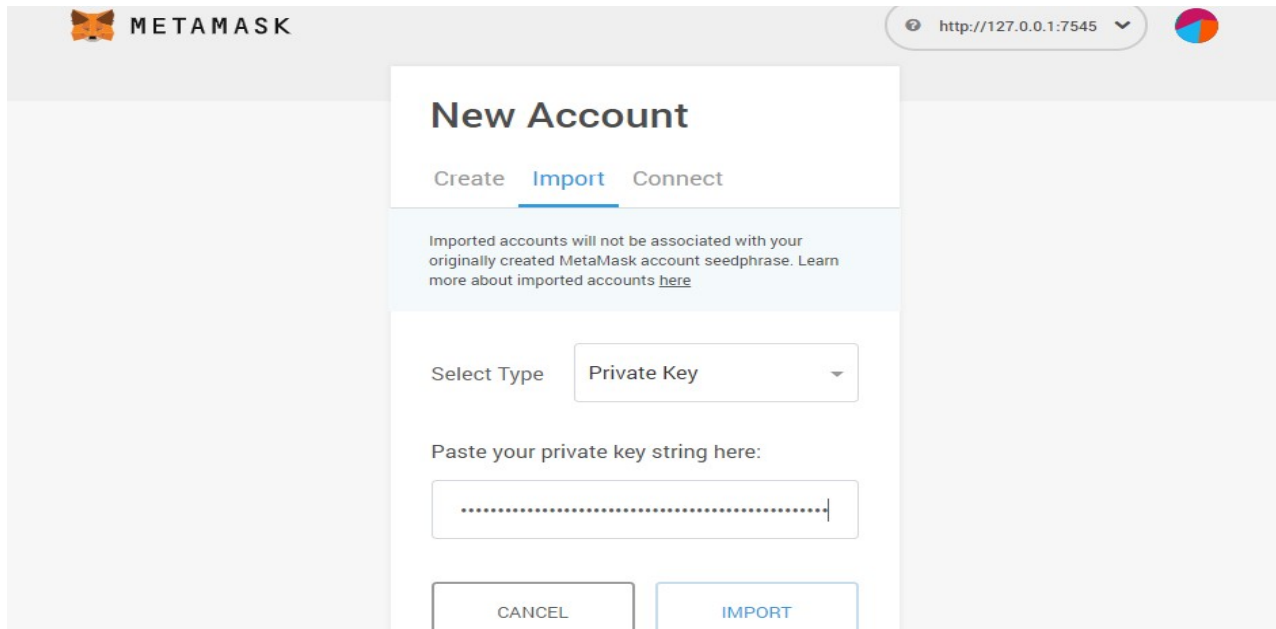 METAMASK
http://127.0.0.1:7545
New Account
Create Import Connect
Imported accounts will not be associated with your
originally created MetaMask account seedphrase. Learn
more about imported accounts here
Select Type Private Key
Paste your private key string here:
CANCEL IMPORT